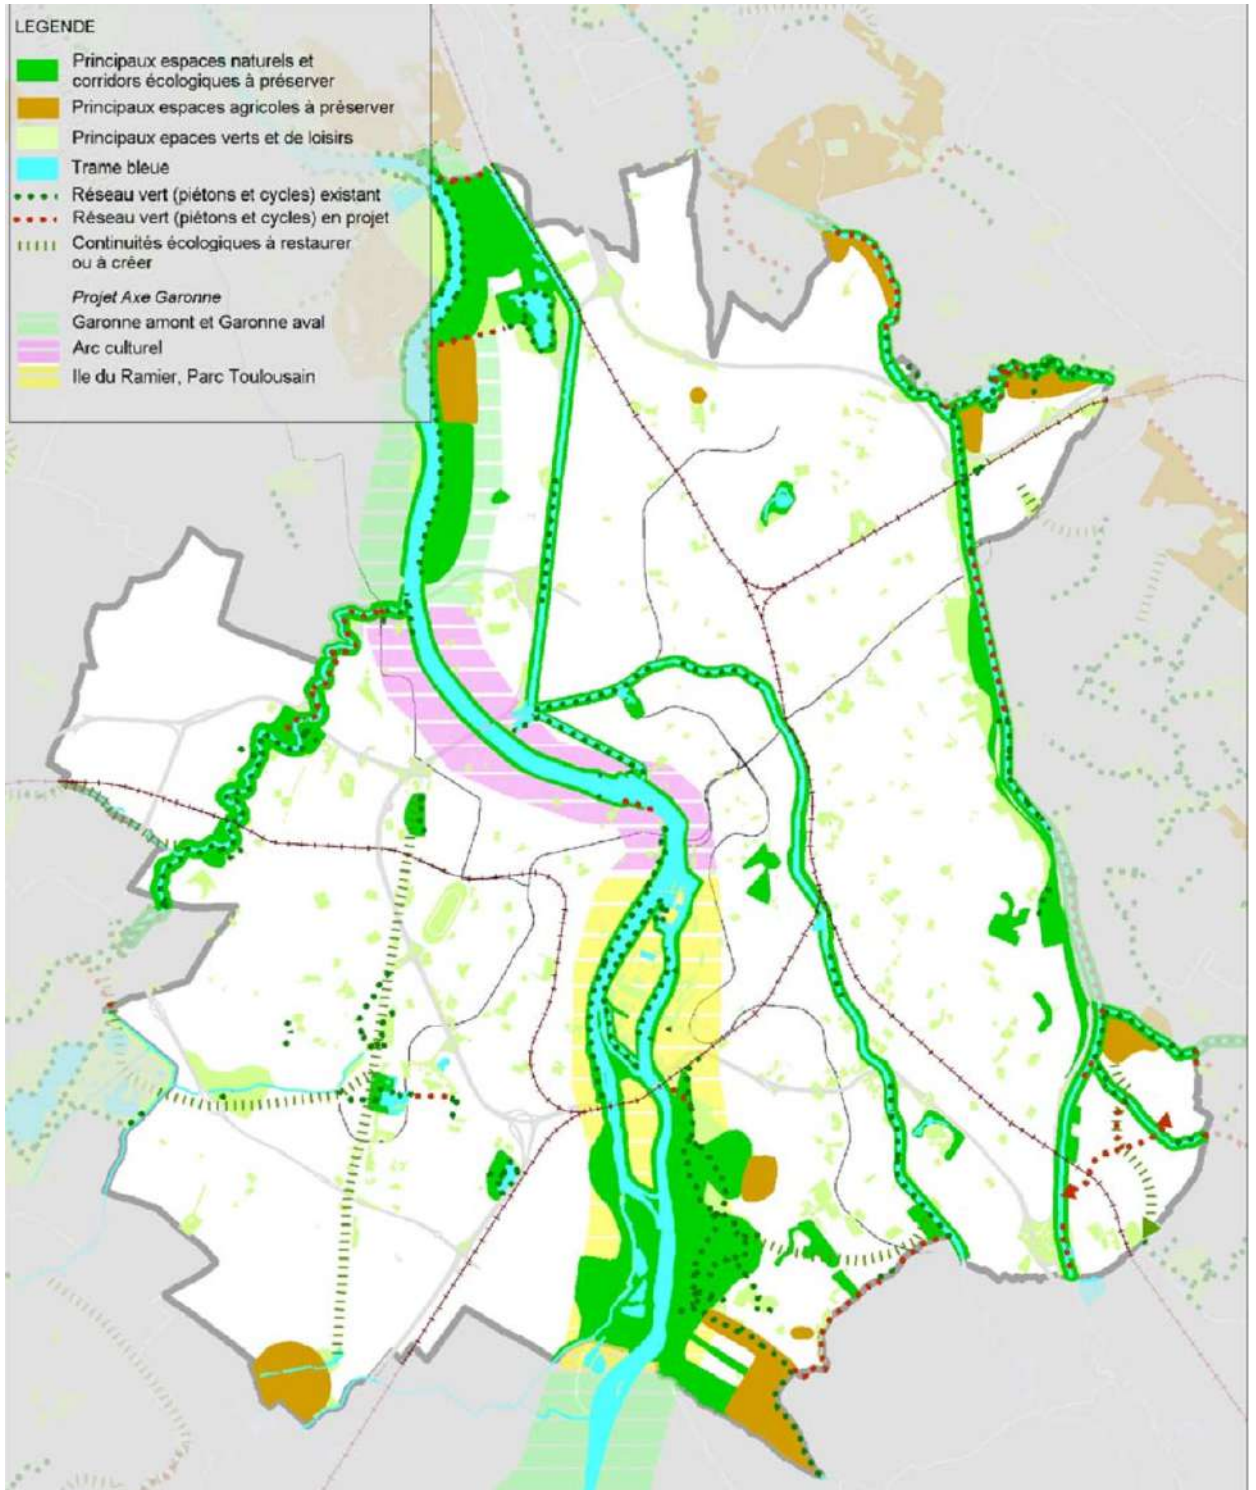 LEGENDE
Principaux espaces naturels et
corridors écologiques à préserver
Principaux espaces agricoles à préserver
Principaux epaces verts et de loisirs
Trame bleue
Réseau vert (piétons et cycles) existant
Réseau vert (piétons et cycles) en projet
Continuités écologiques à restaurer
ou à créer
Projet Axe Garonne
Garonne amont et Garonne aval
Arc culturel
Ile du Ramier, Parc Toulousain